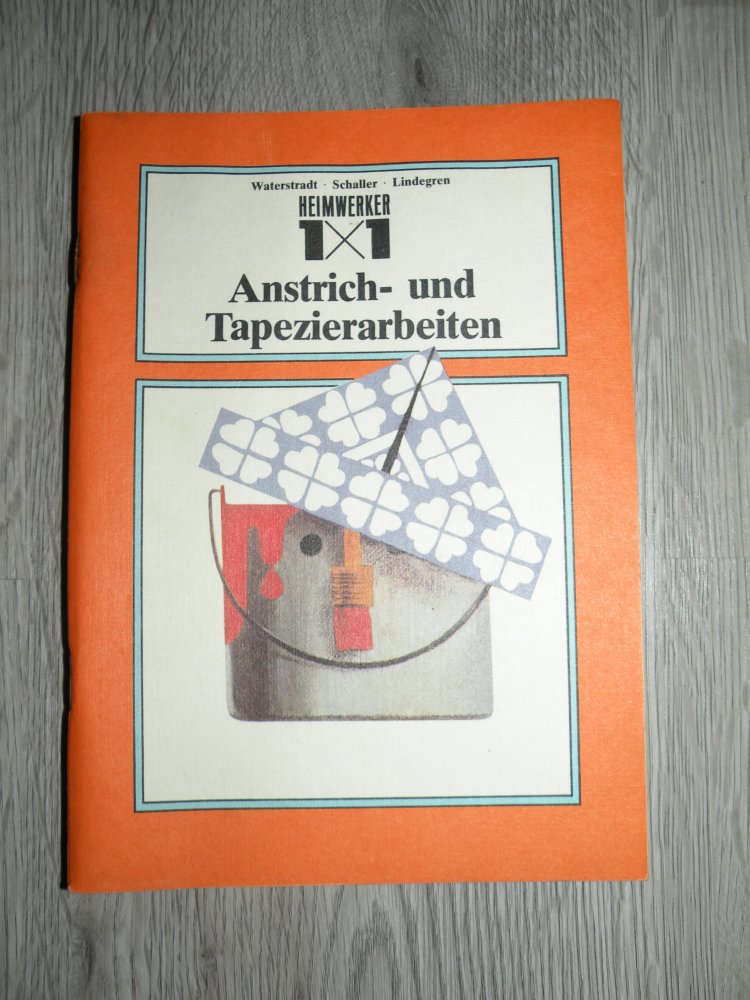 Waterstradt · Schaller · Lindegren
HEIMWERKER
1×1
Anstrich- und
Tapezierarbeiten